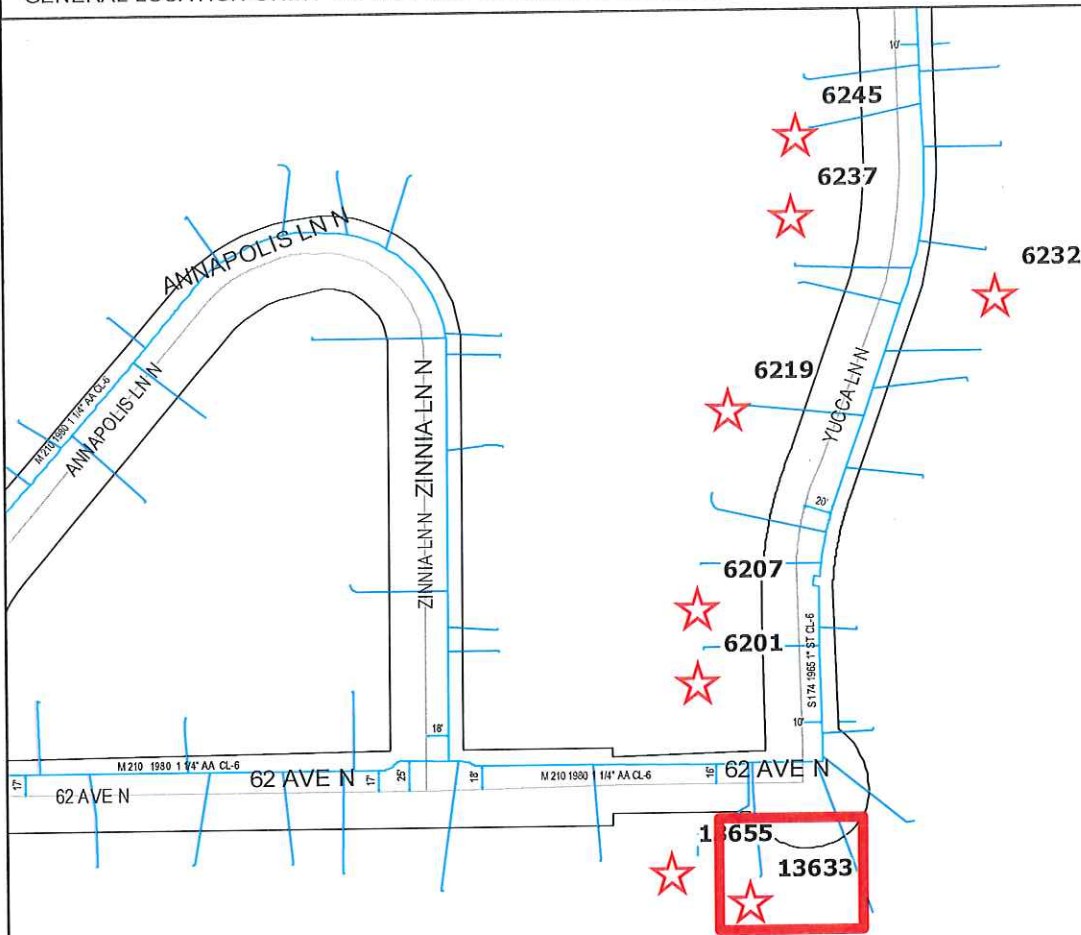 10'
6245
6237
6232
ANNAPOLIS LN N
6219
YUCCA LN N
ZINNIA LN N
ANNAPOLIS LN N
M 210 1980 1 1/4" AA CL-6
20'
ZINNIA LN N
6207
6201
S 174 1965 1" ST CL-6
10'
18'
M 210 1980 1 1/4" AA CL-6
62 AVE N
17'
62 AVE N
17'
25'
18'
M 210 1980 1 1/4" AA CL-6
16'
62 AVE N
13655
13633